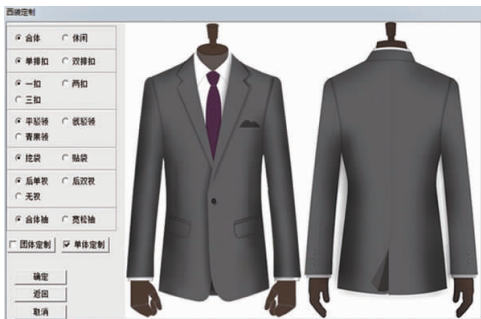 西装定制
合体 休闲
单排扣 双排扣
一扣 两扣
三扣
平驳领 戗驳领
青果领
挖袋 贴袋
后单衩 后双衩
无衩
合体袖 宽松袖
团体定制 单体定制
确定
返回
取消